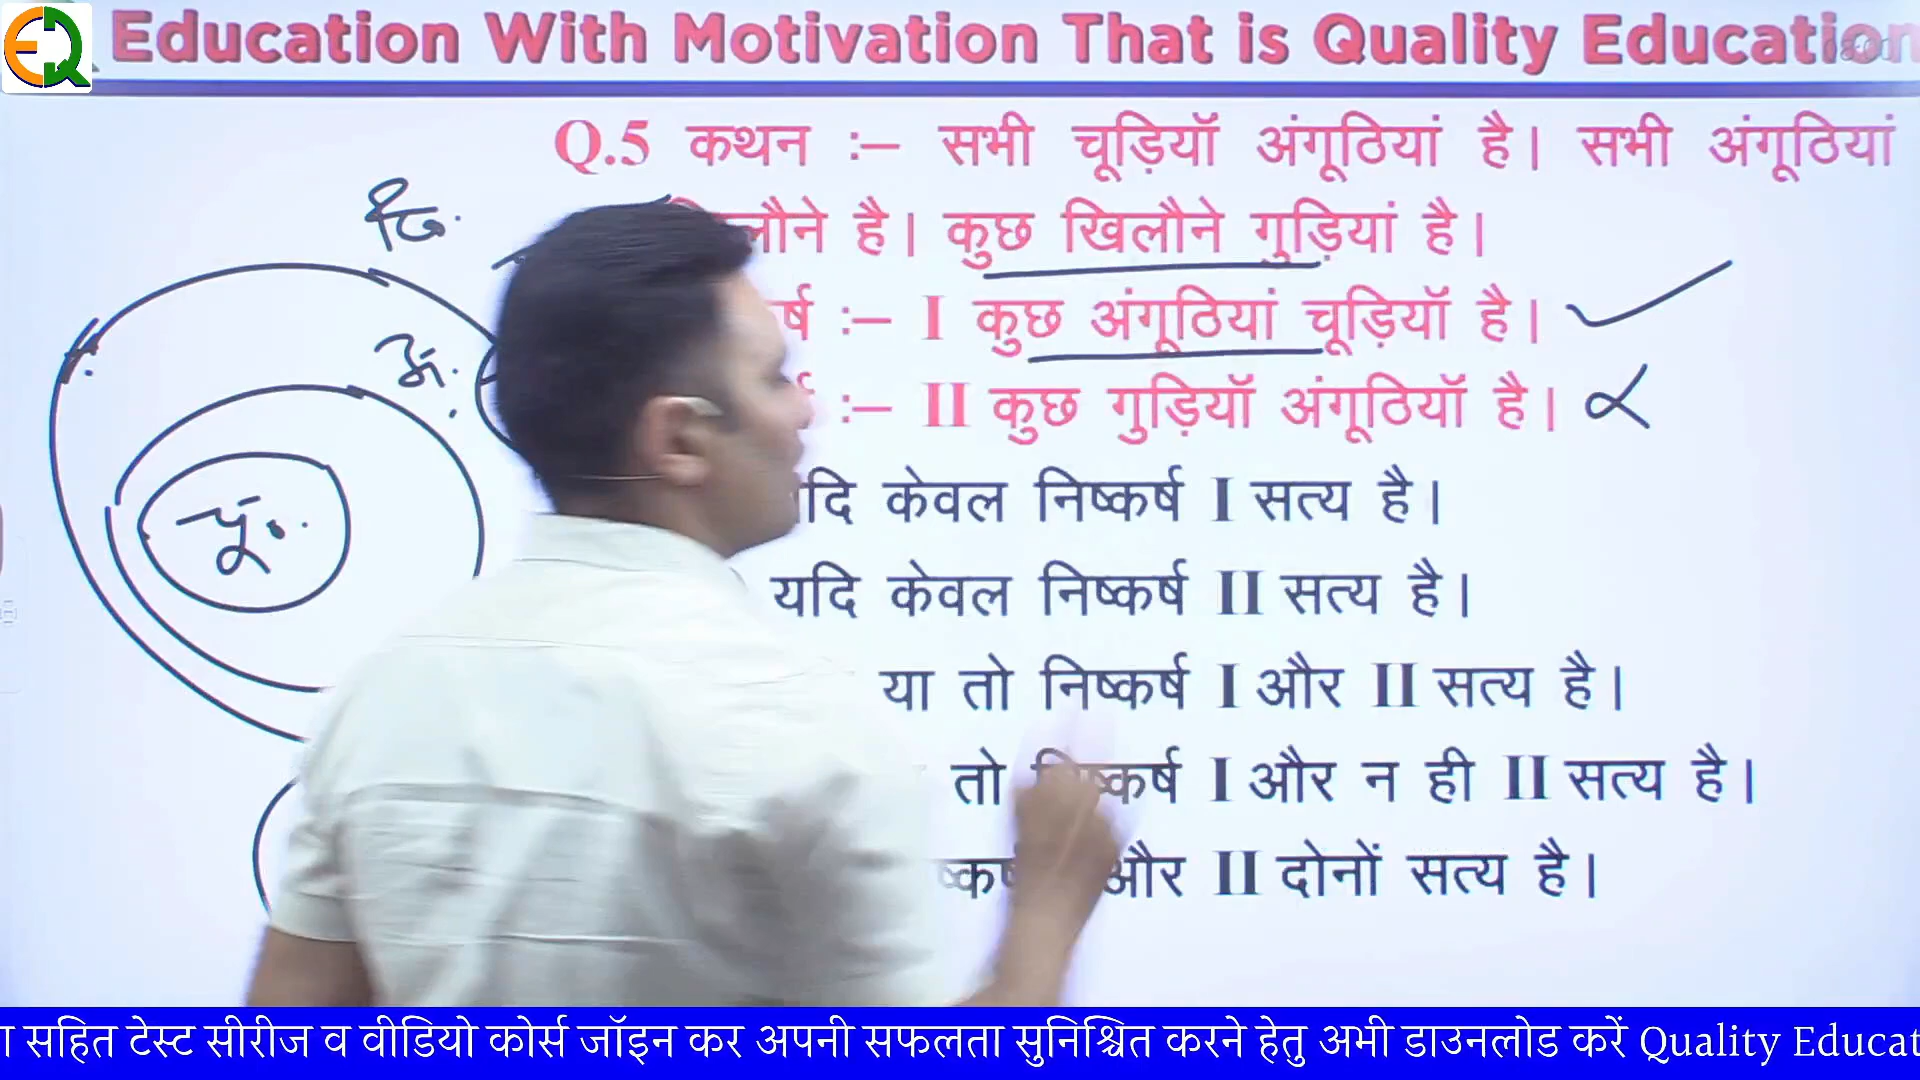 EQ Education With Motivation That is Quality Education
Q.5 कथन :– सभी चूड़ियॉ अंगूठियां है। सभी अंगूठियां
है। कुछ खिलौने गुड़ियां है।
खि.
:– I कुछ अंगूठियां चूड़ियॉ है।
अं.
:– II कुछ गुड़ियॉ अंगूठियॉ है।
केवल निष्कर्ष I सत्य है।
चू.
यदि केवल निष्कर्ष II सत्य है।
या तो निष्कर्ष I और II सत्य है।
तो निष्कर्ष I और न ही II सत्य है।
और II दोनों सत्य है।
सहित टेस्ट सीरीज व वीडियो कोर्स जॉइन कर अपनी सफलता सुनिश्चित करने हेतु अभी डाउनलोड करें Quality